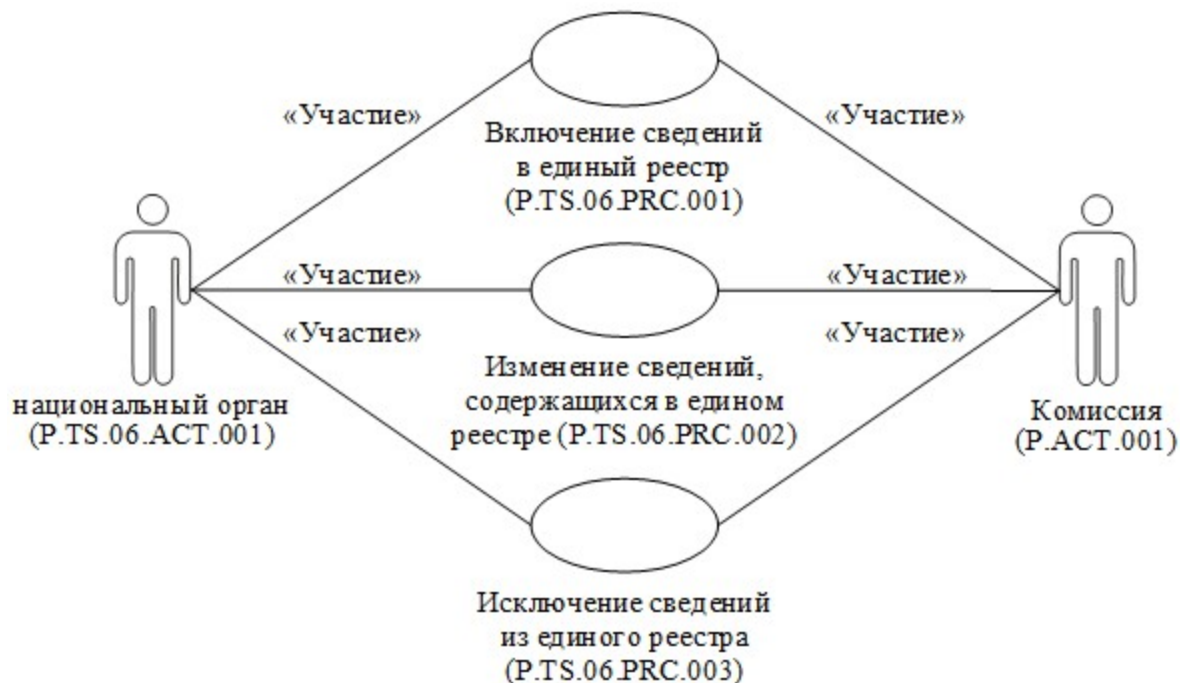 «Участие»
«Участие»
Включение сведений
в единый реестр
(P.TS.06.PRC.001)
«Участие»
«Участие»
«Участие»
«Участие»
Изменение сведений,
содержащихся в едином
реестре (P.TS.06.PRC.002)
национальный орган
(P.TS.06.ACT.001)
Комиссия
(P.ACT.001)
Исключение сведений
из единого реестра
(P.TS.06.PRC.003)